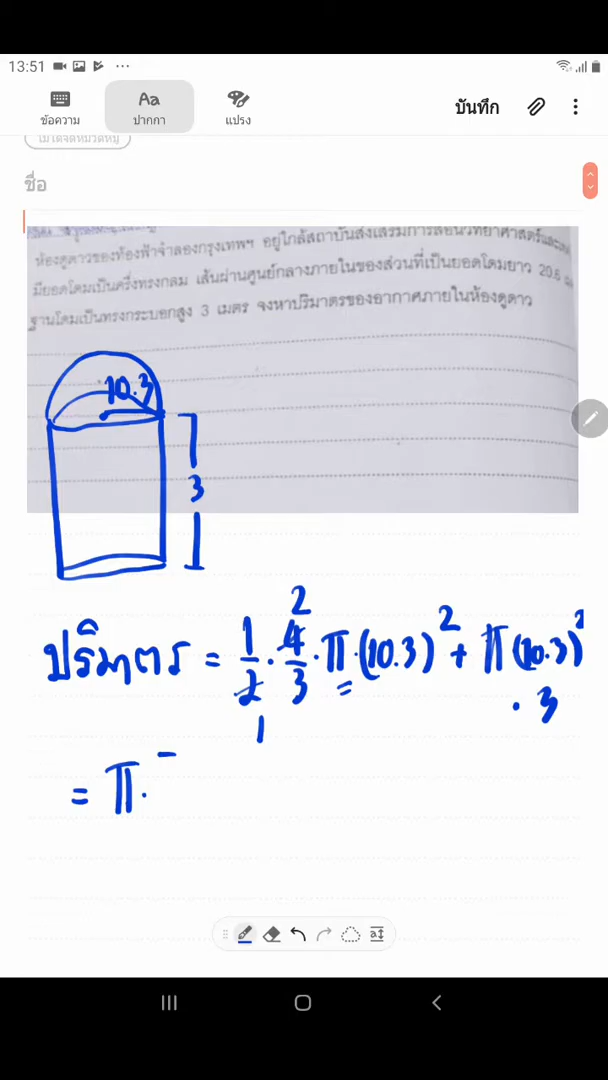 13:51
ข้อความ
ปากกา
แปรง
บันทึก
ชื่อ
ห้องดูดาวของท้องฟ้าจำลองกรุงเทพฯ อยู่ใกล้สถาบันส่งเสริมการสอนวิทยาศาสตร์และ
มียอดโดมเป็นครึ่งทรงกลม เส้นผ่านศูนย์กลางภายในของส่วนที่เป็นยอดโดมยาว 20.6
ฐานโดมเป็นทรงกระบอกสูง 3 เมตร จงหาปริมาตรของอากาศภายในห้องดูดาว
10.3
3
ปริมาตร = 1/2 · 4/3 · π · (10.3)² + π (10.3)²
2
1
· 3
= π ·